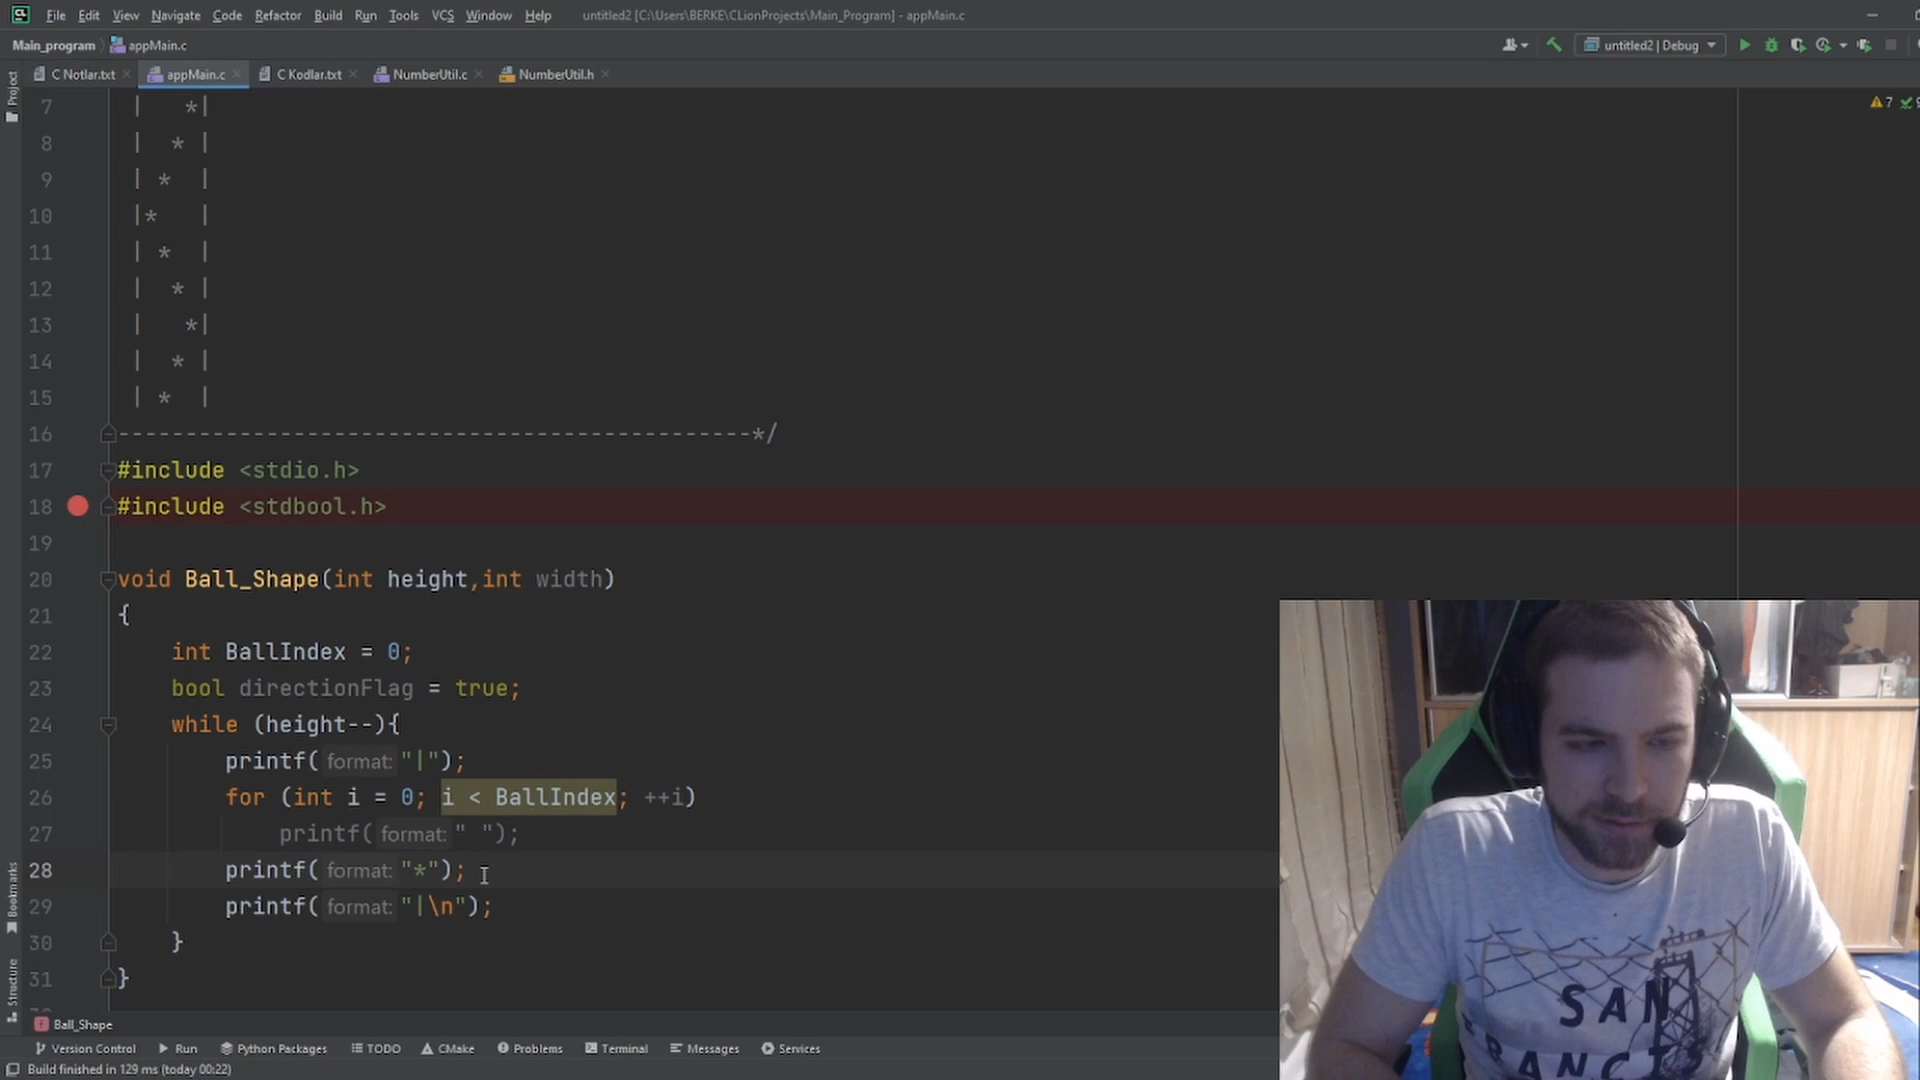 File Edit View Navigate Code Refactor Build Run Tools VCS Window Help untitled2 [C:\Users\BERKE\CLionProjects\Main_Program] - appMain.c
Main_program appMain.c untitled2 | Debug
C Notlar.txt appMain.c C Kodlar.txt NumberUtil.c NumberUtil.h
Project
7 | *| 7
8 | * |
9 | * |
10 |* |
11 | * |
12 | * |
13 | *|
14 | * |
15 | * |
16 -----------------------------------------------*/
17 #include <stdio.h>
18 #include <stdbool.h>
19
20 void Ball_Shape(int height,int width)
21 {
22 int BallIndex = 0;
23 bool directionFlag = true;
24 while (height--){
25 printf( format: "|");
26 for (int i = 0; i < BallIndex; ++i)
27 printf( format: " ");
28 printf( format: "*");
29 printf( format: "|\n");
30 }
31 }
Bookmarks
Structure
SAN
Ball_Shape
Version Control Run Python Packages TODO CMake Problems Terminal Messages Services
Build finished in 129 ms (today 00:22)